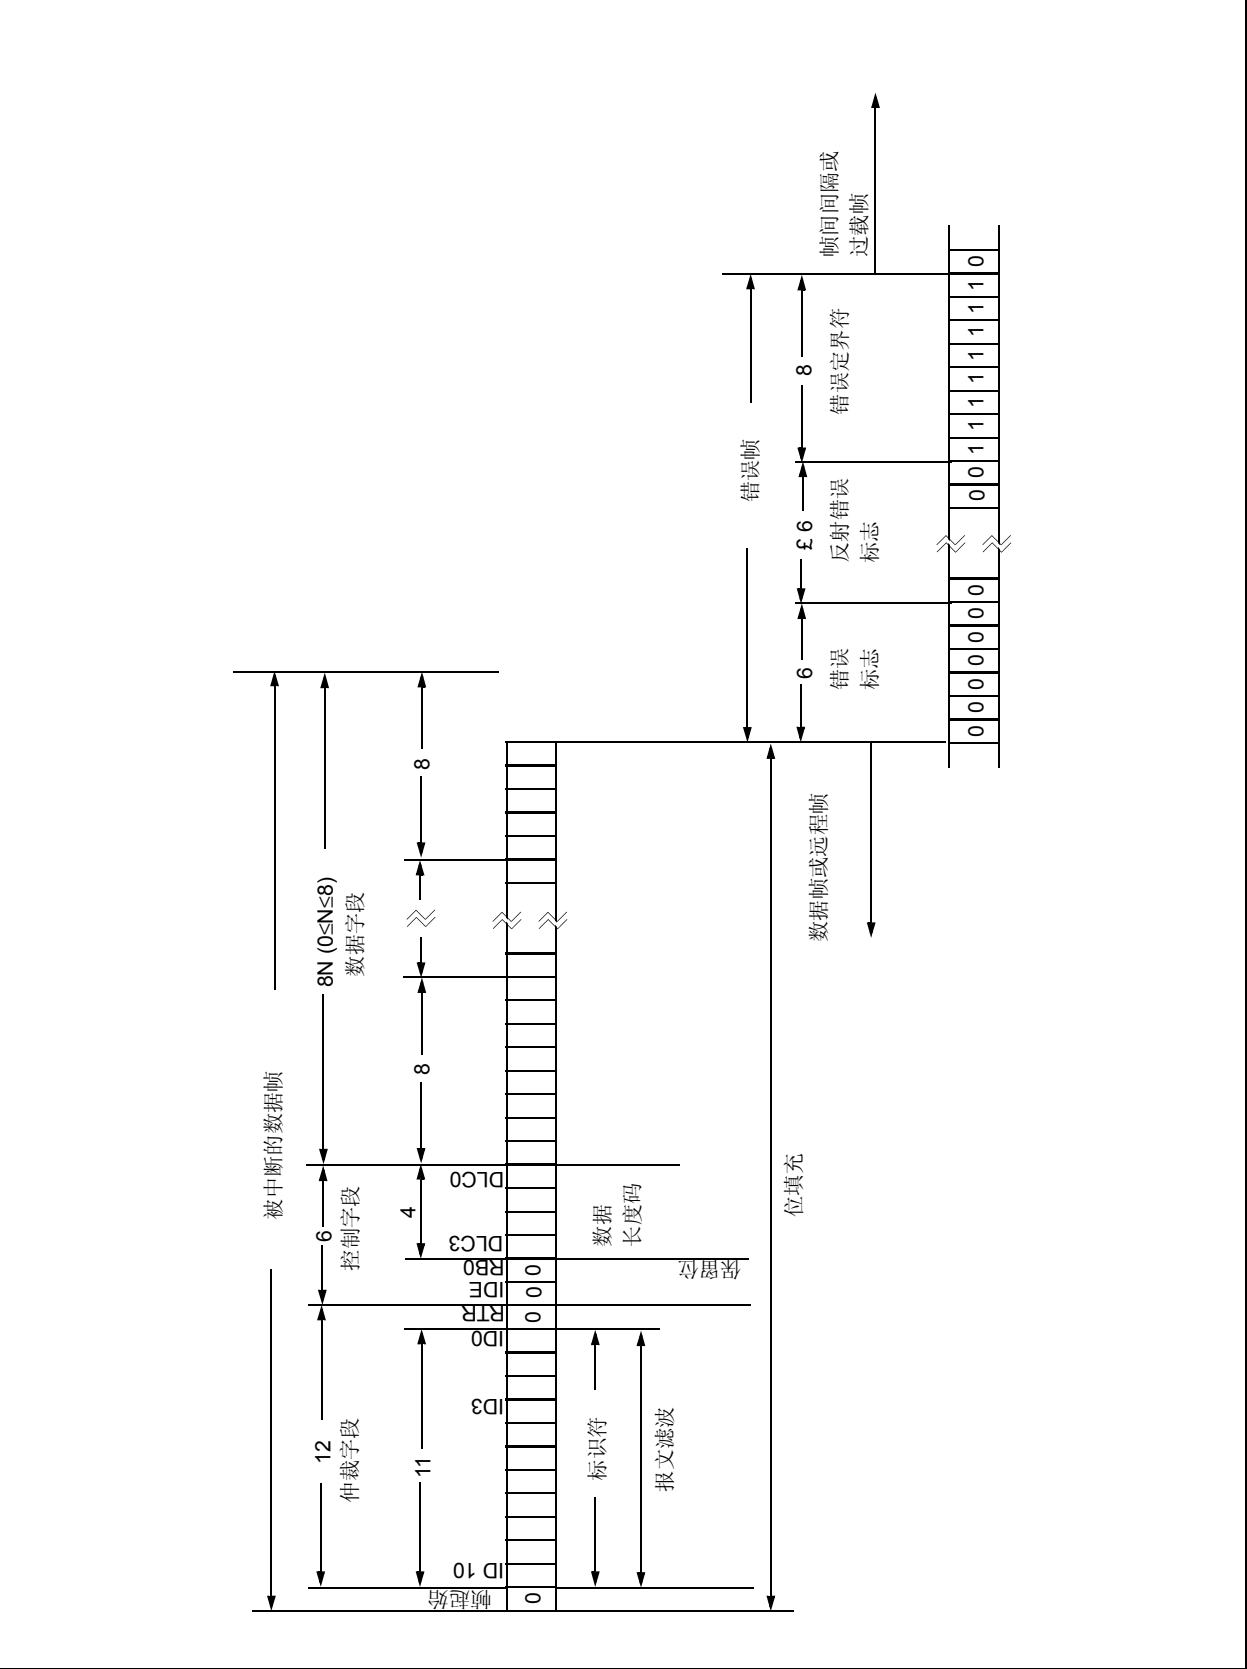 被中断的数据帧
12
仲裁字段
6
控制字段
8N (0≤N≤8)
数据字段
11
4
8
8
帧起始
ID 10
ID3
ID0
RTR
IDE
RB0
DLC3
DLC0
0
0
0
0
标识符
报文滤波
数据
长度码
保留位
位填充
数据帧或远程帧
错误帧
6
错误
标志
£ 6
反射错误
标志
8
错误定界符
帧间间隔或
过载帧
0 0 0 0 0 0 0
0 0 1 1 1 1 1 1 1 1 0